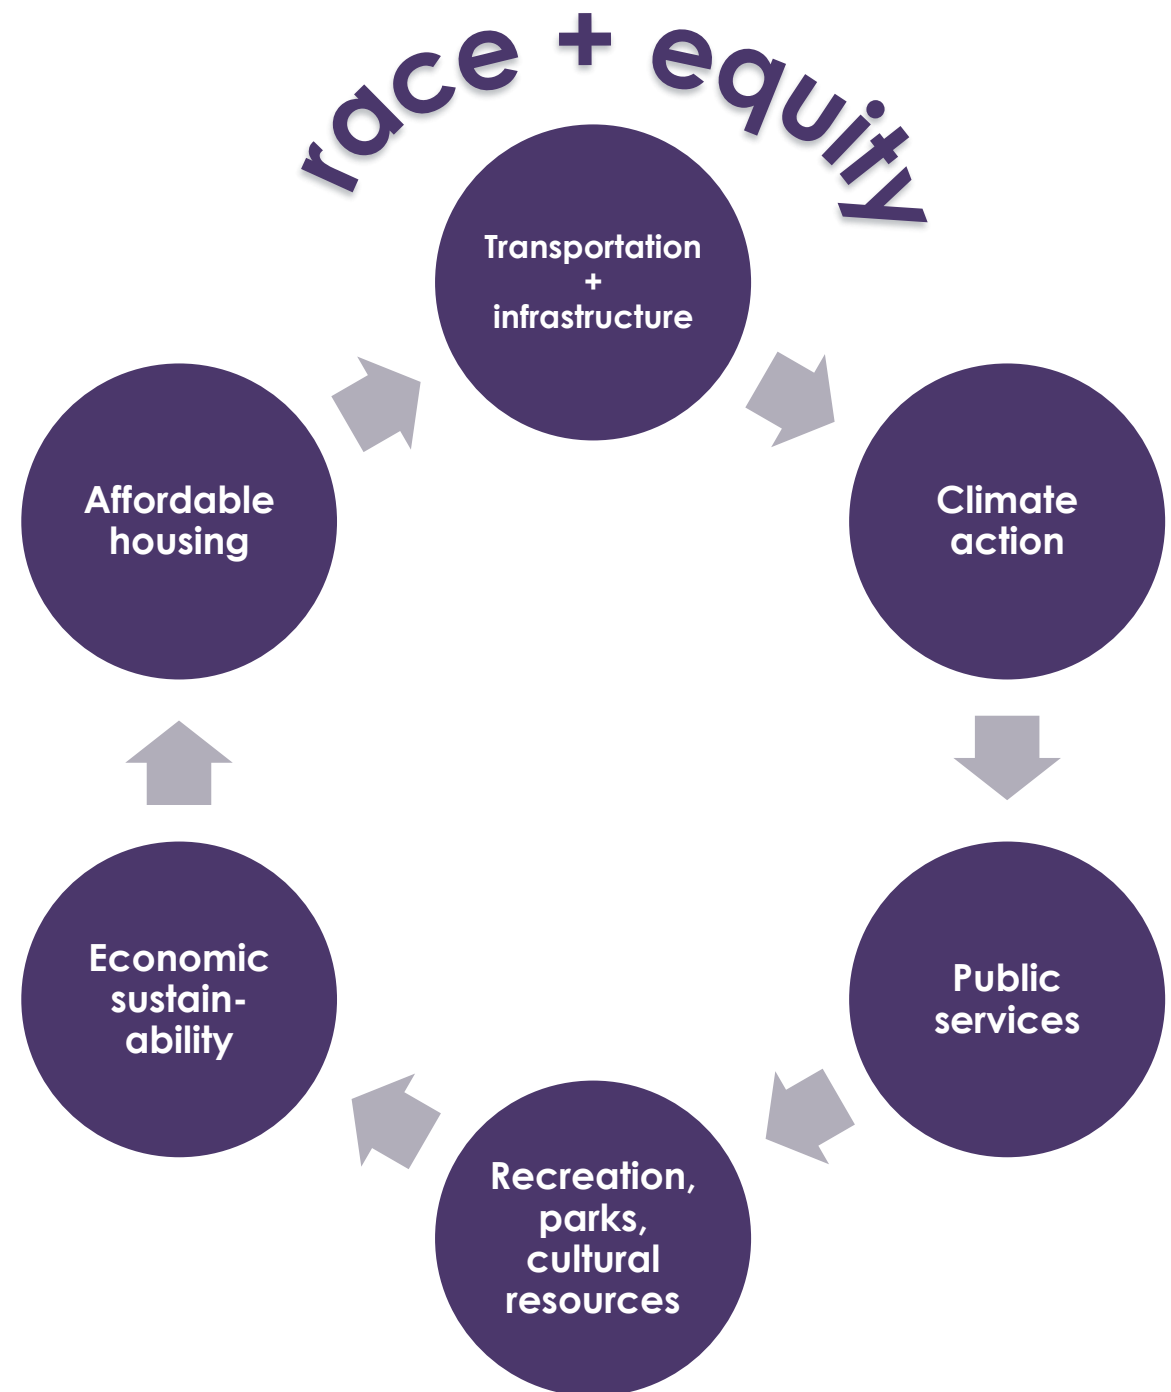 race + equity
Transportation
+
infrastructure
Climate
action
Public
services
Recreation,
parks,
cultural
resources
Economic
sustain-
ability
Affordable
housing